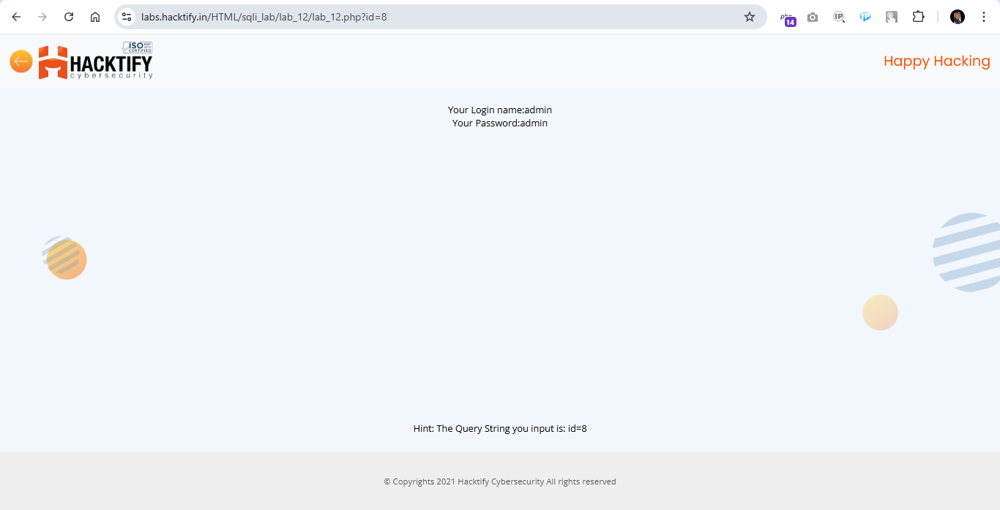 labs.hacktify.in/HTML/sqli_lab/lab_12/lab_12.php?id=8
14
IP
ISO 
CERTIFIED
HACKTIFY
cybersecurity
Happy Hacking
Your Login name:admin
Your Password:admin
Hint: The Query String you input is: id=8
© Copyrights 2021 Hacktify Cybersecurity All rights reserved